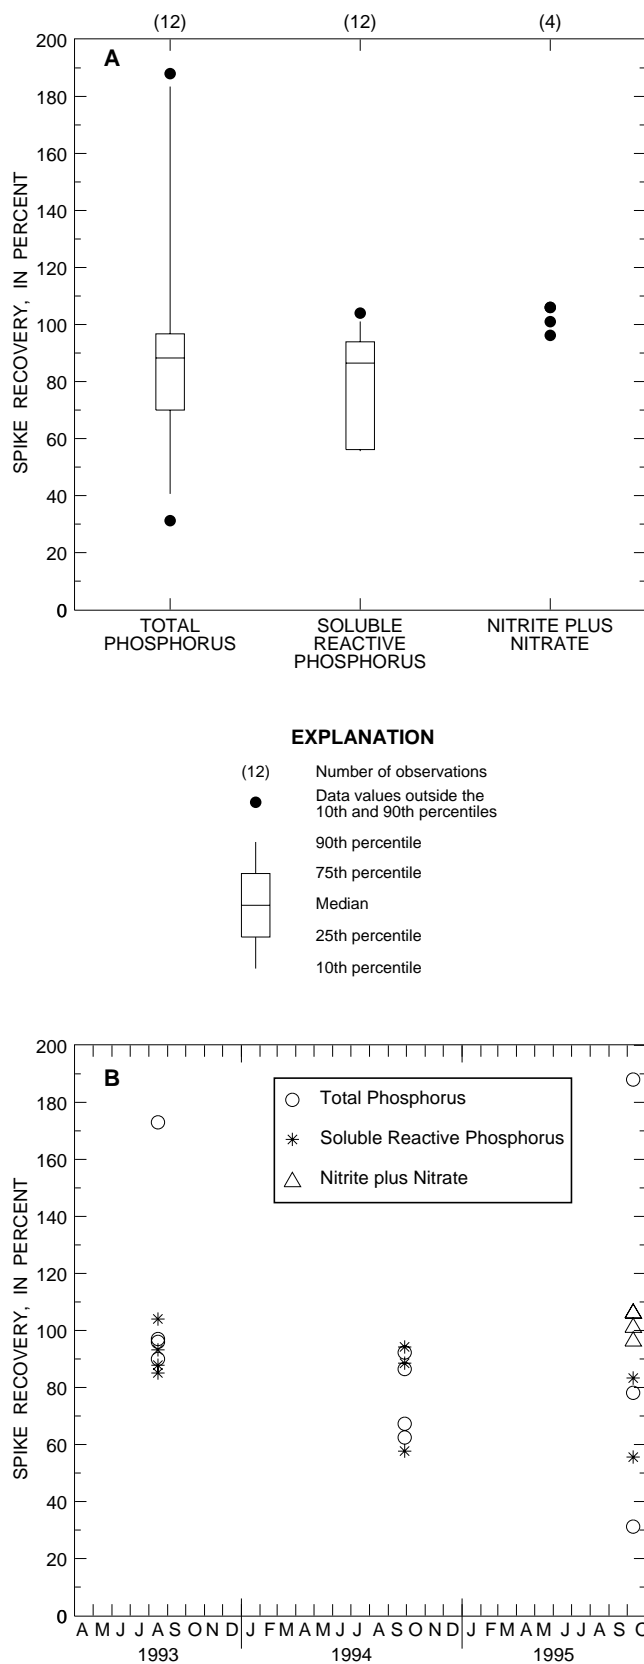 (12) (12) (4)
A
200
180
160
140
120
100
80
60
40
20
0
SPIKE RECOVERY, IN PERCENT
TOTAL
PHOSPHORUS
SOLUBLE
REACTIVE
PHOSPHORUS
NITRITE PLUS
NITRATE
EXPLANATION
(12) Number of observations
Data values outside the
10th and 90th percentiles
90th percentile
75th percentile
Median
25th percentile
10th percentile
B
200
180
160
140
120
100
80
60
40
20
0
SPIKE RECOVERY, IN PERCENT
Total Phosphorus
Soluble Reactive Phosphorus
Nitrite plus Nitrate
A M J J A S O N D J F M A M J J A S O N D J F M A M J J A S O
1993 1994 1995